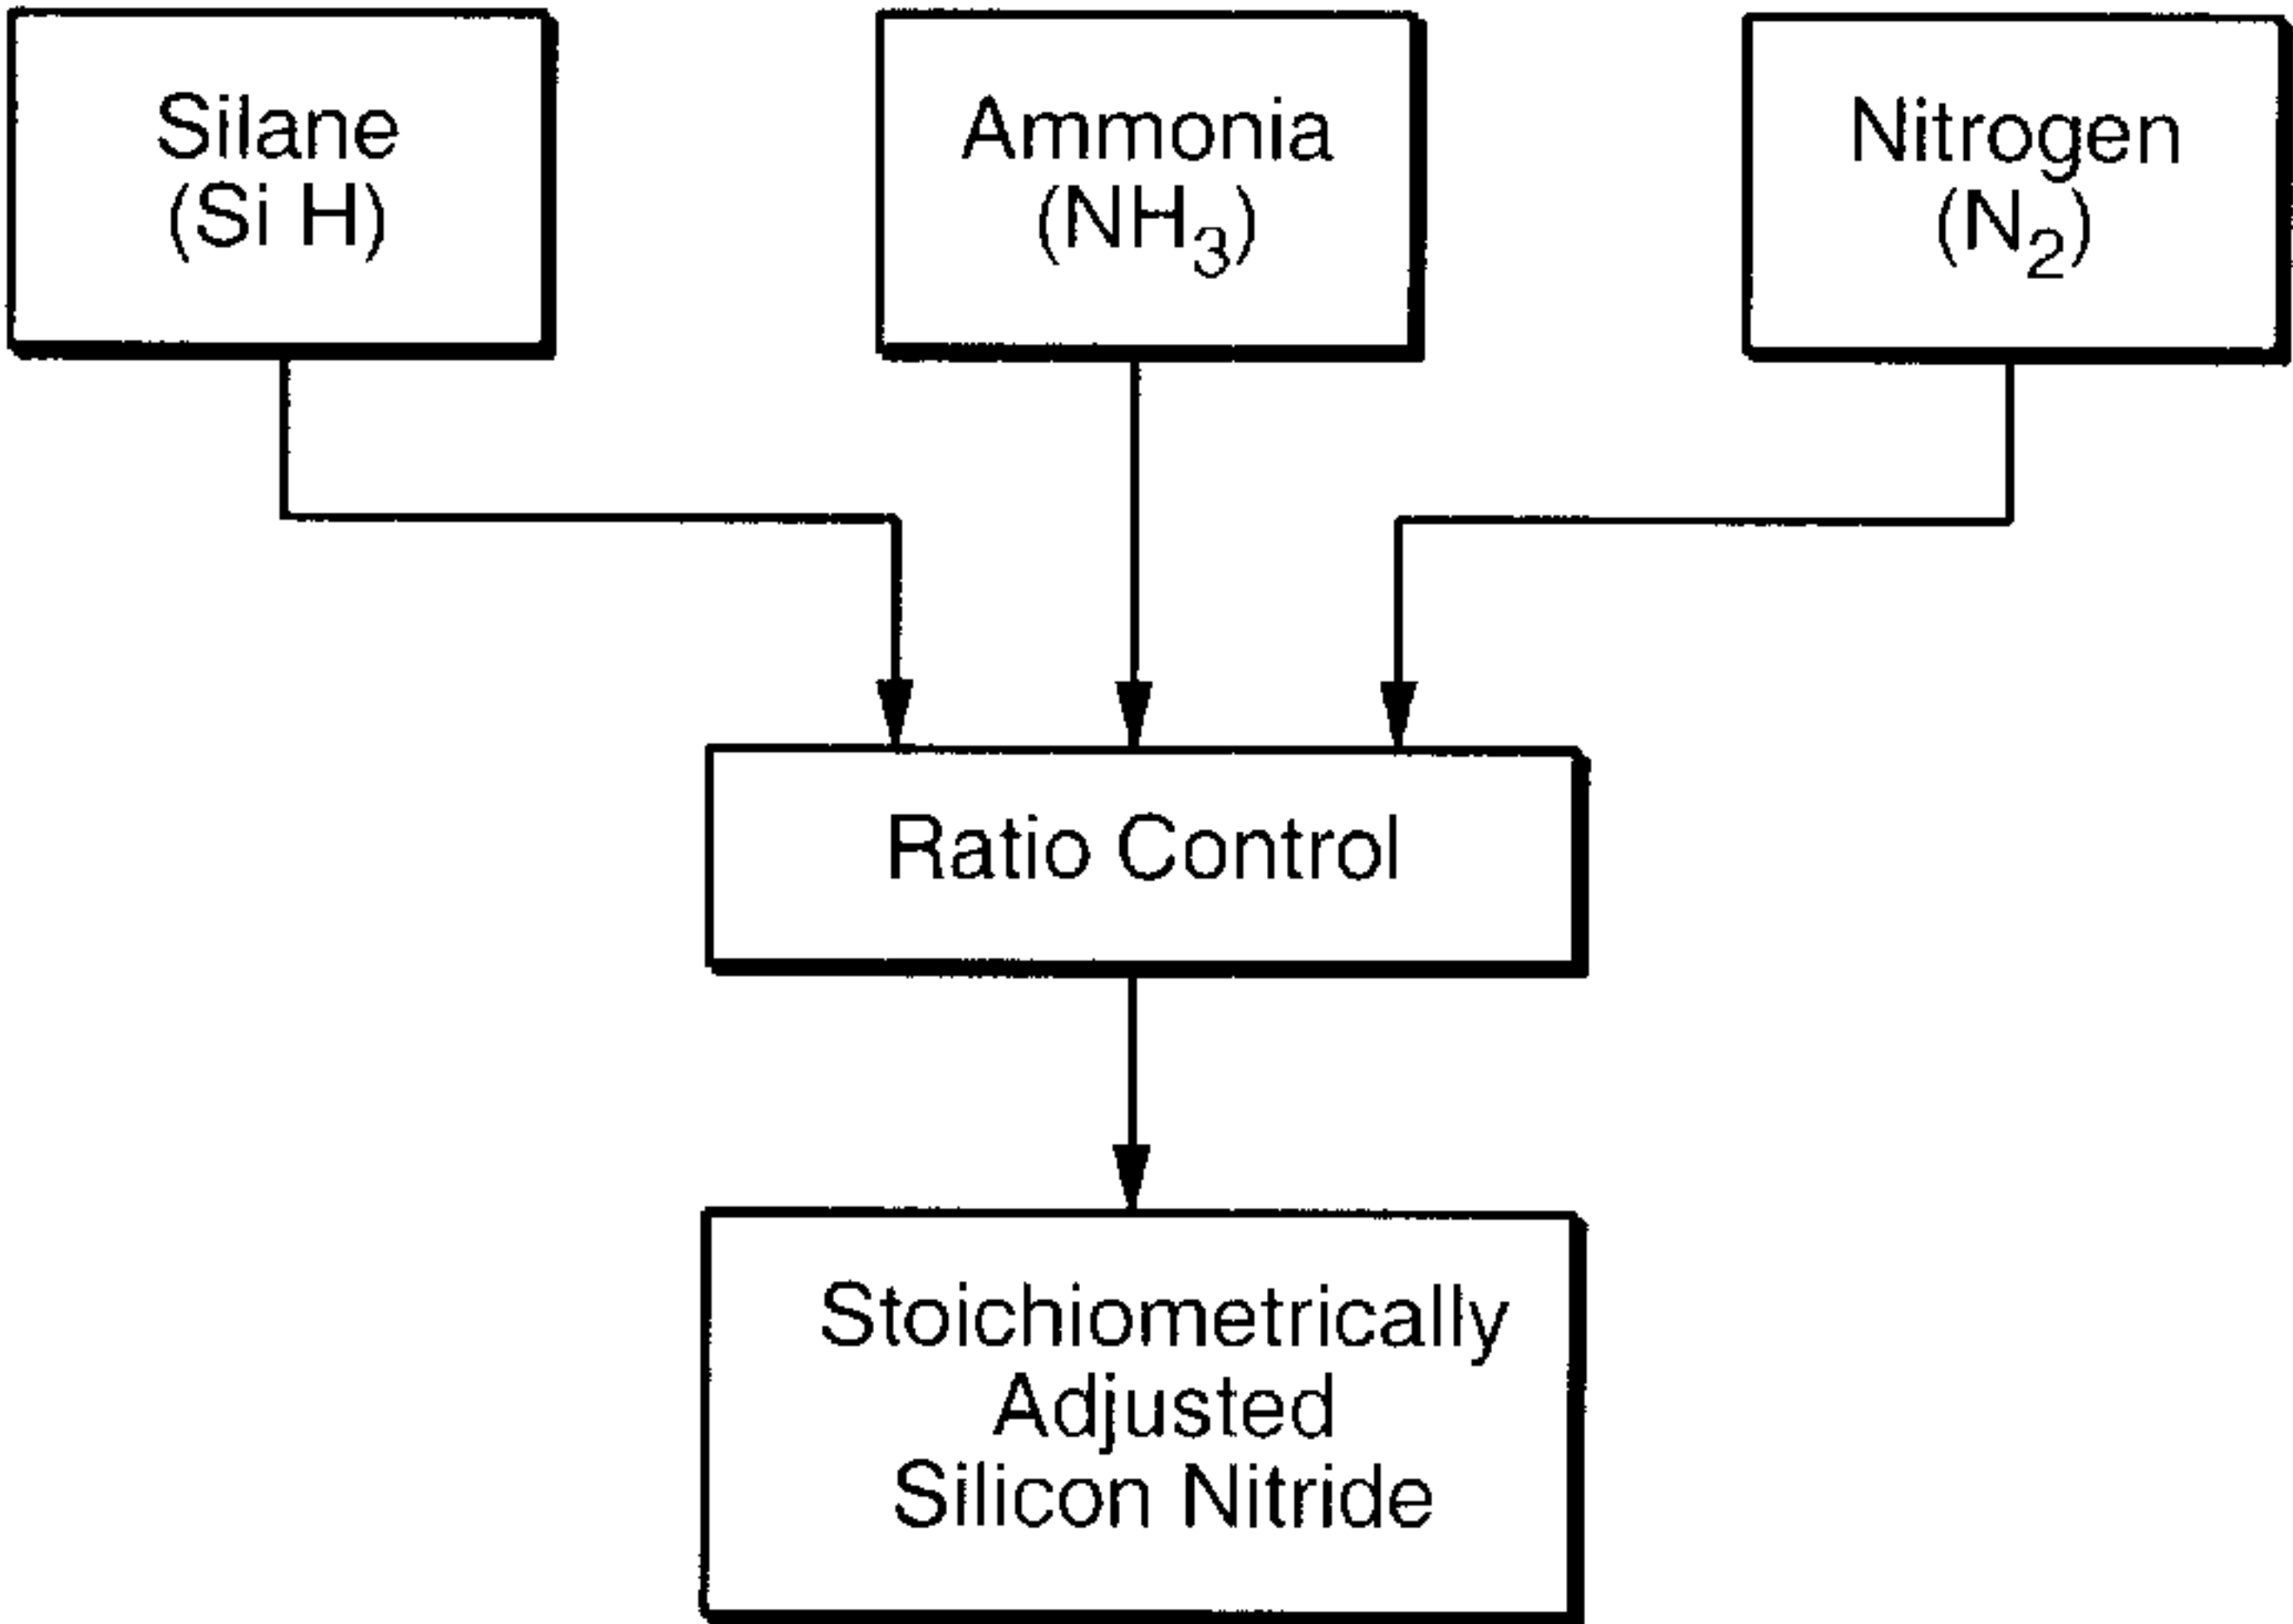 Silane
(Si H)
Ammonia
(NH₃)
Nitrogen
(N₂)
Ratio Control
Stoichiometrically
Adjusted
Silicon Nitride